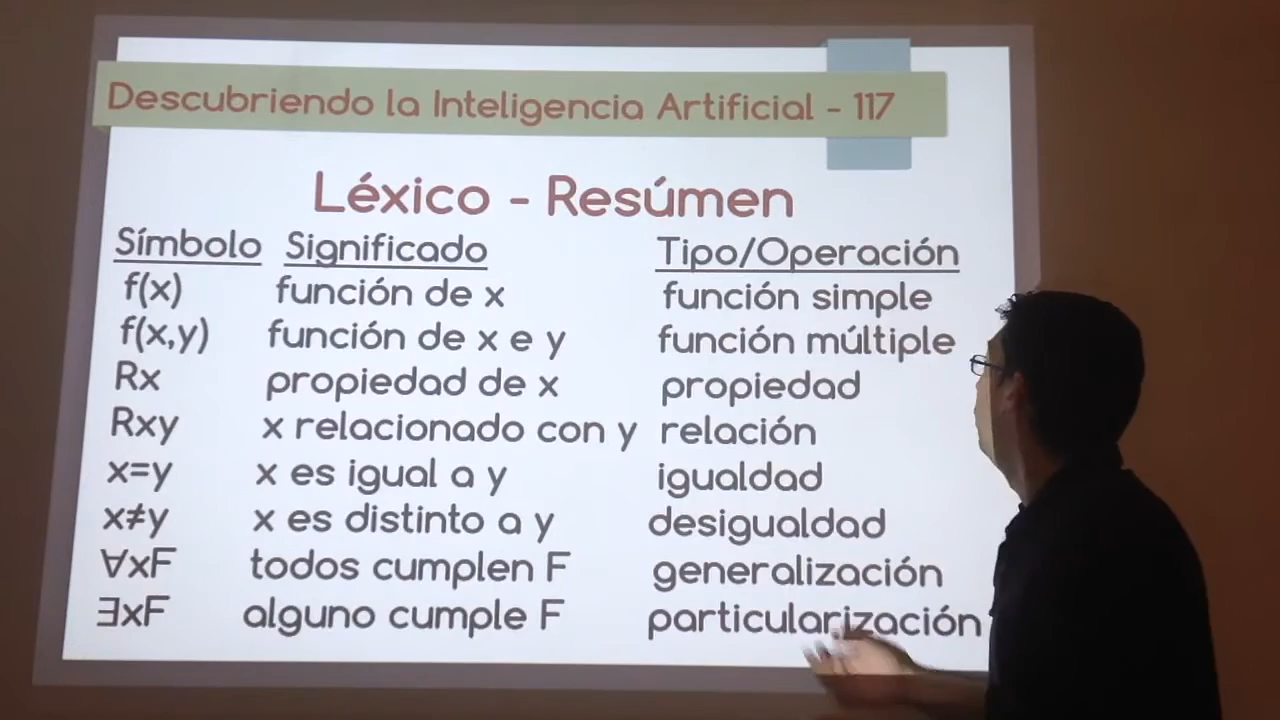 Descubriendo la Inteligencia Artificial - 117
Léxico - Resúmen
Símbolo Significado Tipo/Operación
f(x) función de x función simple
f(x,y) función de x e y función múltiple
Rx propiedad de x propiedad
Rxy x relacionado con y relación
x=y x es igual a y igualdad
x≠y x es distinto a y desigualdad
∀xF todos cumplen F generalización
∃xF alguno cumple F particularización